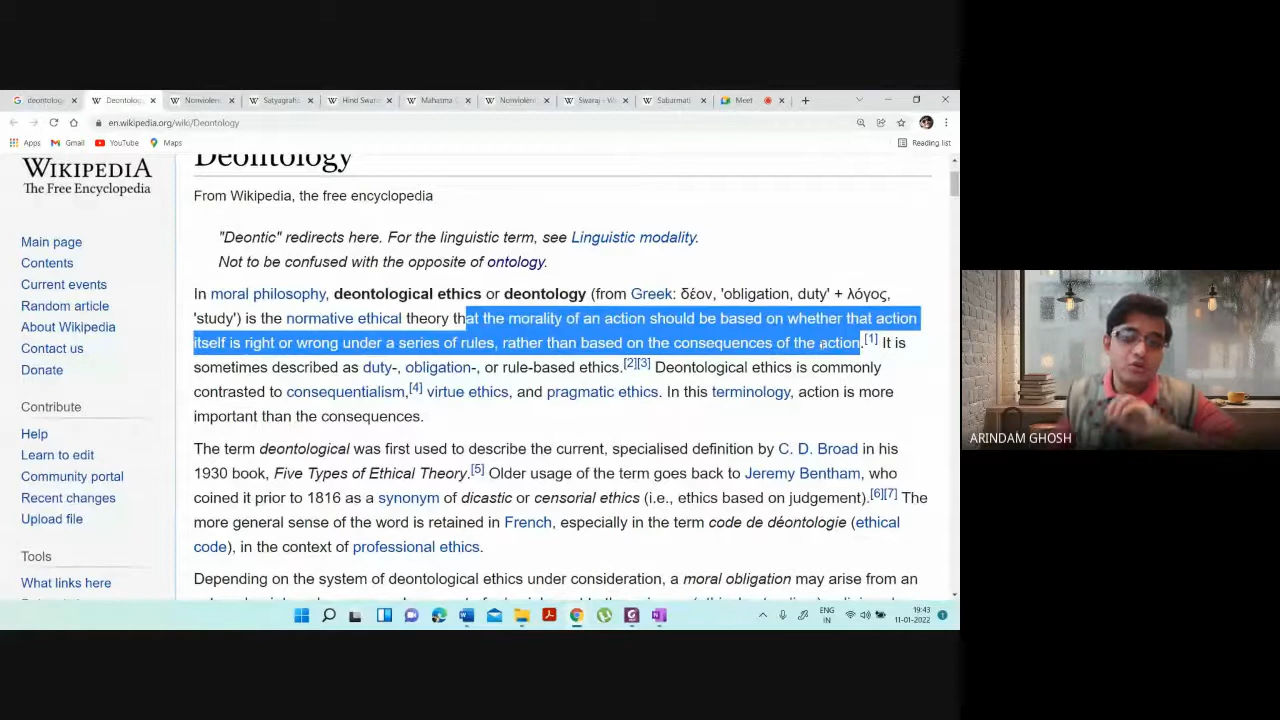 deontolog
Deontolog
Nonviolen
Satyagrah
Hind Swar
Mahatma G
Nonviolen
Swaraj - W
Sabarmati
Meet
en.wikipedia.org/wiki/Deontology
Apps
Gmail
YouTube
Maps
Reading list
WIKIPEDIA
The Free Encyclopedia
Main page
Contents
Current events
Random article
About Wikipedia
Contact us
Donate
Contribute
Help
Learn to edit
Community portal
Recent changes
Upload file
Tools
What links here
Deontology
From Wikipedia, the free encyclopedia
"Deontic" redirects here. For the linguistic term, see Linguistic modality.
Not to be confused with the opposite of ontology.
In moral philosophy, deontological ethics or deontology (from Greek: δέον, 'obligation, duty' + λόγος,
'study') is the normative ethical theory that the morality of an action should be based on whether that action
itself is right or wrong under a series of rules, rather than based on the consequences of the action.[1] It is
sometimes described as duty-, obligation-, or rule-based ethics.[2][3] Deontological ethics is commonly
contrasted to consequentialism,[4] virtue ethics, and pragmatic ethics. In this terminology, action is more
important than the consequences.
The term deontological was first used to describe the current, specialised definition by C. D. Broad in his
1930 book, Five Types of Ethical Theory.[5] Older usage of the term goes back to Jeremy Bentham, who
coined it prior to 1816 as a synonym of dicastic or censorial ethics (i.e., ethics based on judgement).[6][7] The
more general sense of the word is retained in French, especially in the term code de déontologie (ethical
code), in the context of professional ethics.
Depending on the system of deontological ethics under consideration, a moral obligation may arise from an
ENG
IN
19:43
11-01-2022
ARINDAM GHOSH